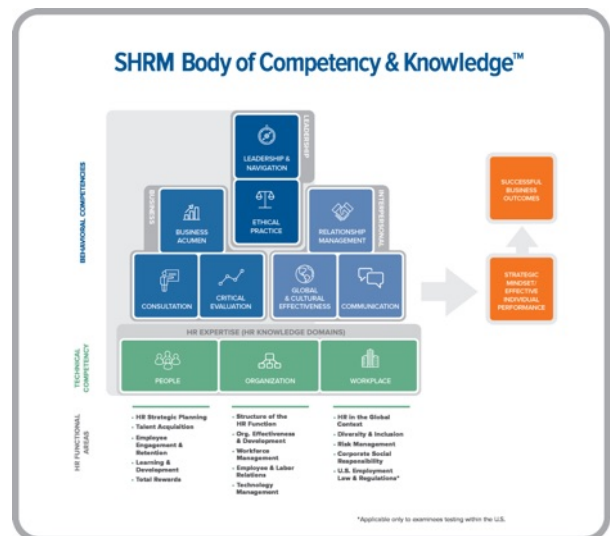 SHRM Body of Competency & Knowledge™
BEHAVIORAL COMPETENCIES
LEADERSHIP
LEADERSHIP &
NAVIGATION
ETHICAL
PRACTICE
BUSINESS
BUSINESS
ACUMEN
CONSULTATION
CRITICAL
EVALUATION
INTERPERSONAL
RELATIONSHIP
MANAGEMENT
GLOBAL
& CULTURAL
EFFECTIVENESS
COMMUNICATION
SUCCESSFUL
BUSINESS
OUTCOMES
STRATEGIC
MINDSET/
EFFECTIVE
INDIVIDUAL
PERFORMANCE
TECHNICAL
COMPETENCY
HR EXPERTISE (HR KNOWLEDGE DOMAINS)
PEOPLE
ORGANIZATION
WORKPLACE
HR FUNCTIONAL
AREAS
• HR Strategic Planning
• Talent Acquisition
• Employee
Engagement &
Retention
• Learning &
Development
• Total Rewards
• Structure of the
HR Function
• Org. Effectiveness
& Development
• Workforce
Management
• Employee & Labor
Relations
• Technology
Management
• HR in the Global
Context
• Diversity & Inclusion
• Risk Management
• Corporate Social
Responsibility
• U.S. Employment
Law & Regulations*
*Applicable only to examinees testing within the U.S.